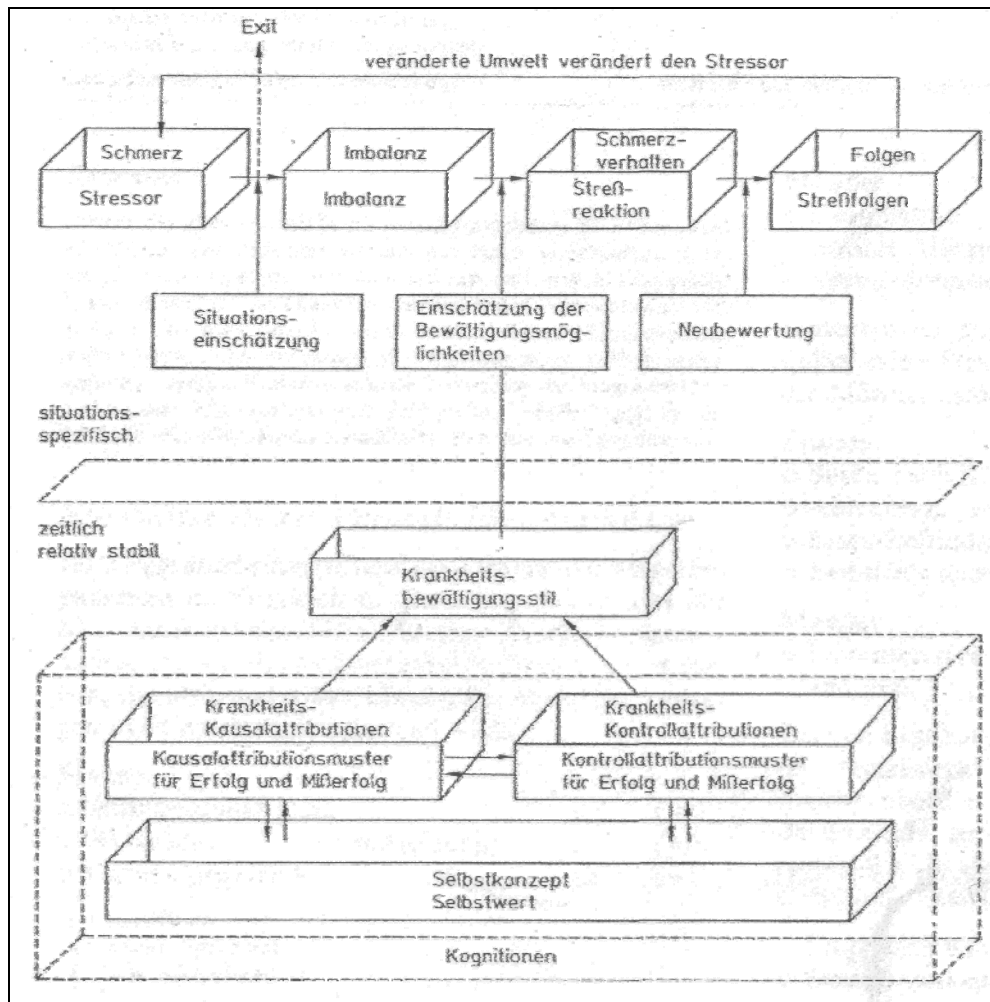 Exit
veränderte Umwelt verändert den Stressor
Schmerz
Stressor
Imbalanz
Imbalanz
Schmerz-
verhalten
Streß-
reaktion
Folgen
Streßfolgen
Situations-
einschätzung
Einschätzung der
Bewältigungsmög-
lichkeiten
Neubewertung
situations-
spezifisch
zeitlich
relativ stabil
Krankheits-
bewältigungsstil
Krankheits-
Kausalattributionen
Kausalattributionsmuster
für Erfolg und Mißerfolg
Krankheits-
Kontrollattributionen
Kontrollattributionsmuster
für Erfolg und Mißerfolg
Selbstkonzept
Selbstwert
Kognitionen